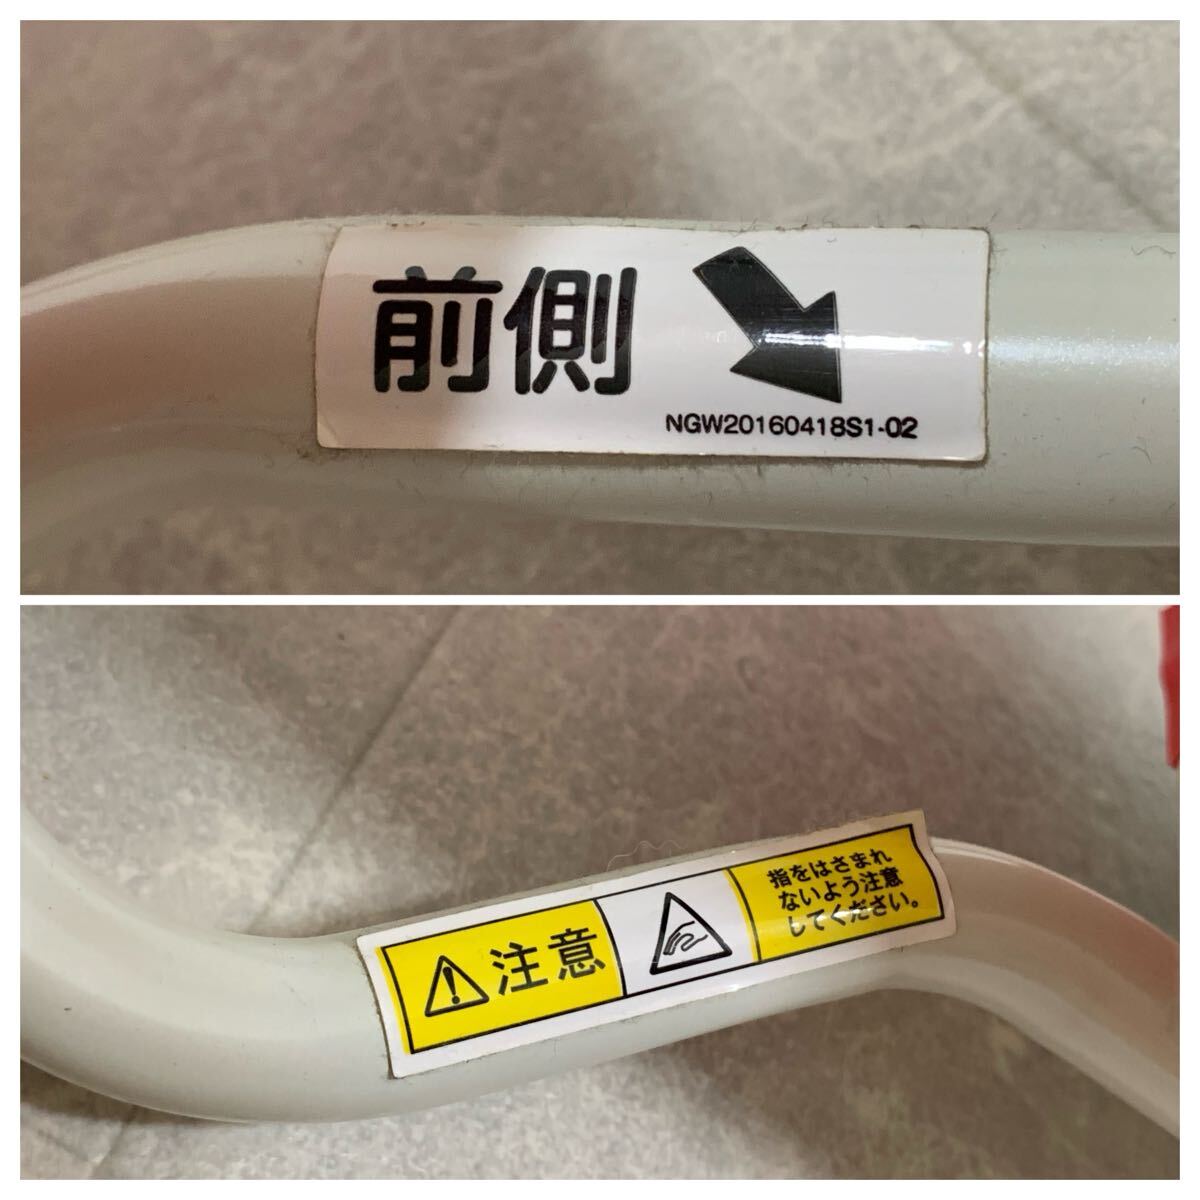 前側
NGW20160418S1-02
注意
指をはさまれ
ないよう注意
してください。